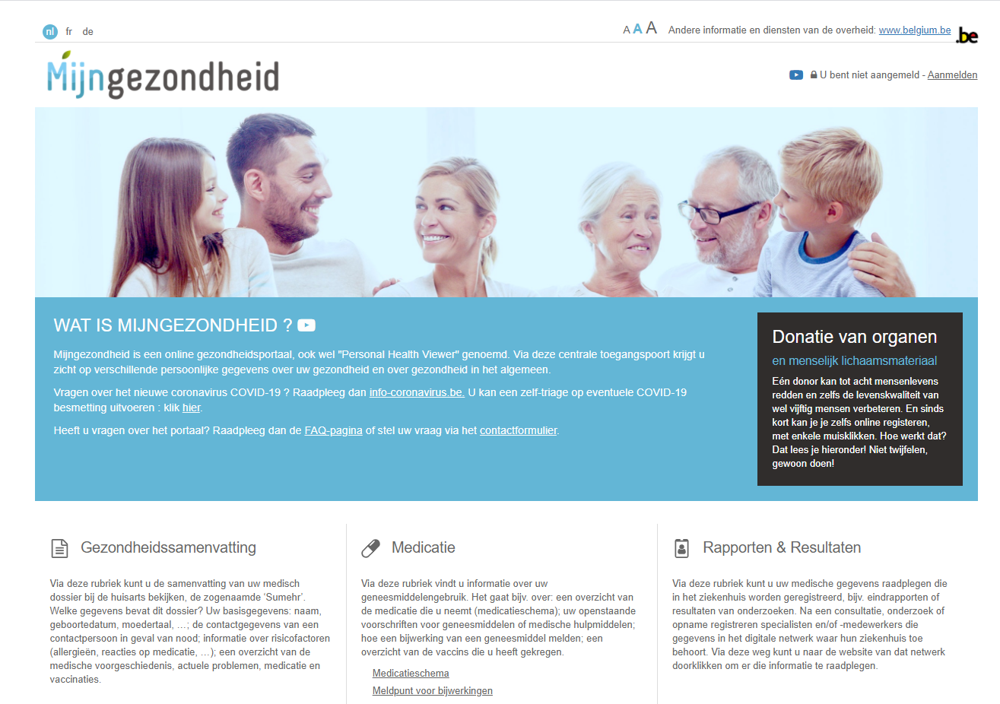 nl fr de
A A A Andere informatie en diensten van de overheid: www.belgium.be .be
Mijngezondheid
U bent niet aangemeld - Aanmelden
WAT IS MIJNGEZONDHEID ?
Mijngezondheid is een online gezondheidsportaal, ook wel "Personal Health Viewer" genoemd. Via deze centrale toegangspoort krijgt u
zicht op verschillende persoonlijke gegevens over uw gezondheid en over gezondheid in het algemeen.
Vragen over het nieuwe coronavirus COVID-19 ? Raadpleeg dan info-coronavirus.be. U kan een zelf-triage op eventuele COVID-19
besmetting uitvoeren : klik hier.
Heeft u vragen over het portaal? Raadpleeg dan de FAQ-pagina of stel uw vraag via het contactformulier.
Donatie van organen
en menselijk lichaamsmateriaal
Eén donor kan tot acht mensenlevens
redden en zelfs de levenskwaliteit van
wel vijftig mensen verbeteren. En sinds
kort kan je je zelfs online registeren,
met enkele muisklikken. Hoe werkt dat?
Dat lees je hieronder! Niet twijfelen,
gewoon doen!
Gezondheidssamenvatting
Via deze rubriek kunt u de samenvatting van uw medisch
dossier bij de huisarts bekijken, de zogenaamde ‘Sumehr’.
Welke gegevens bevat dit dossier? Uw basisgegevens: naam,
geboortedatum, moedertaal, …; de contactgegevens van een
contactpersoon in geval van nood; informatie over risicofactoren
(allergieën, reacties op medicatie, …); een overzicht van de
medische voorgeschiedenis, actuele problemen, medicatie en
vaccinaties.
Medicatie
Via deze rubriek vindt u informatie over uw
geneesmiddelengebruik. Het gaat bijv. over: een overzicht van
de medicatie die u neemt (medicatieschema); uw openstaande
voorschriften voor geneesmiddelen of medische hulpmiddelen;
hoe een bijwerking van een geneesmiddel melden; een
overzicht van de vaccins die u heeft gekregen.
Medicatieschema
Meldpunt voor bijwerkingen
Rapporten & Resultaten
Via deze rubriek kunt u uw medische gegevens raadplegen die
in het ziekenhuis worden geregistreerd, bijv. eindrapporten of
resultaten van onderzoeken. Na een consultatie, onderzoek of
opname registreren specialisten en/of -medewerkers die
gegevens in het digitale netwerk waar hun ziekenhuis toe
behoort. Via deze weg kunt u naar de website van dat netwerk
doorklikken om er die informatie te raadplegen.